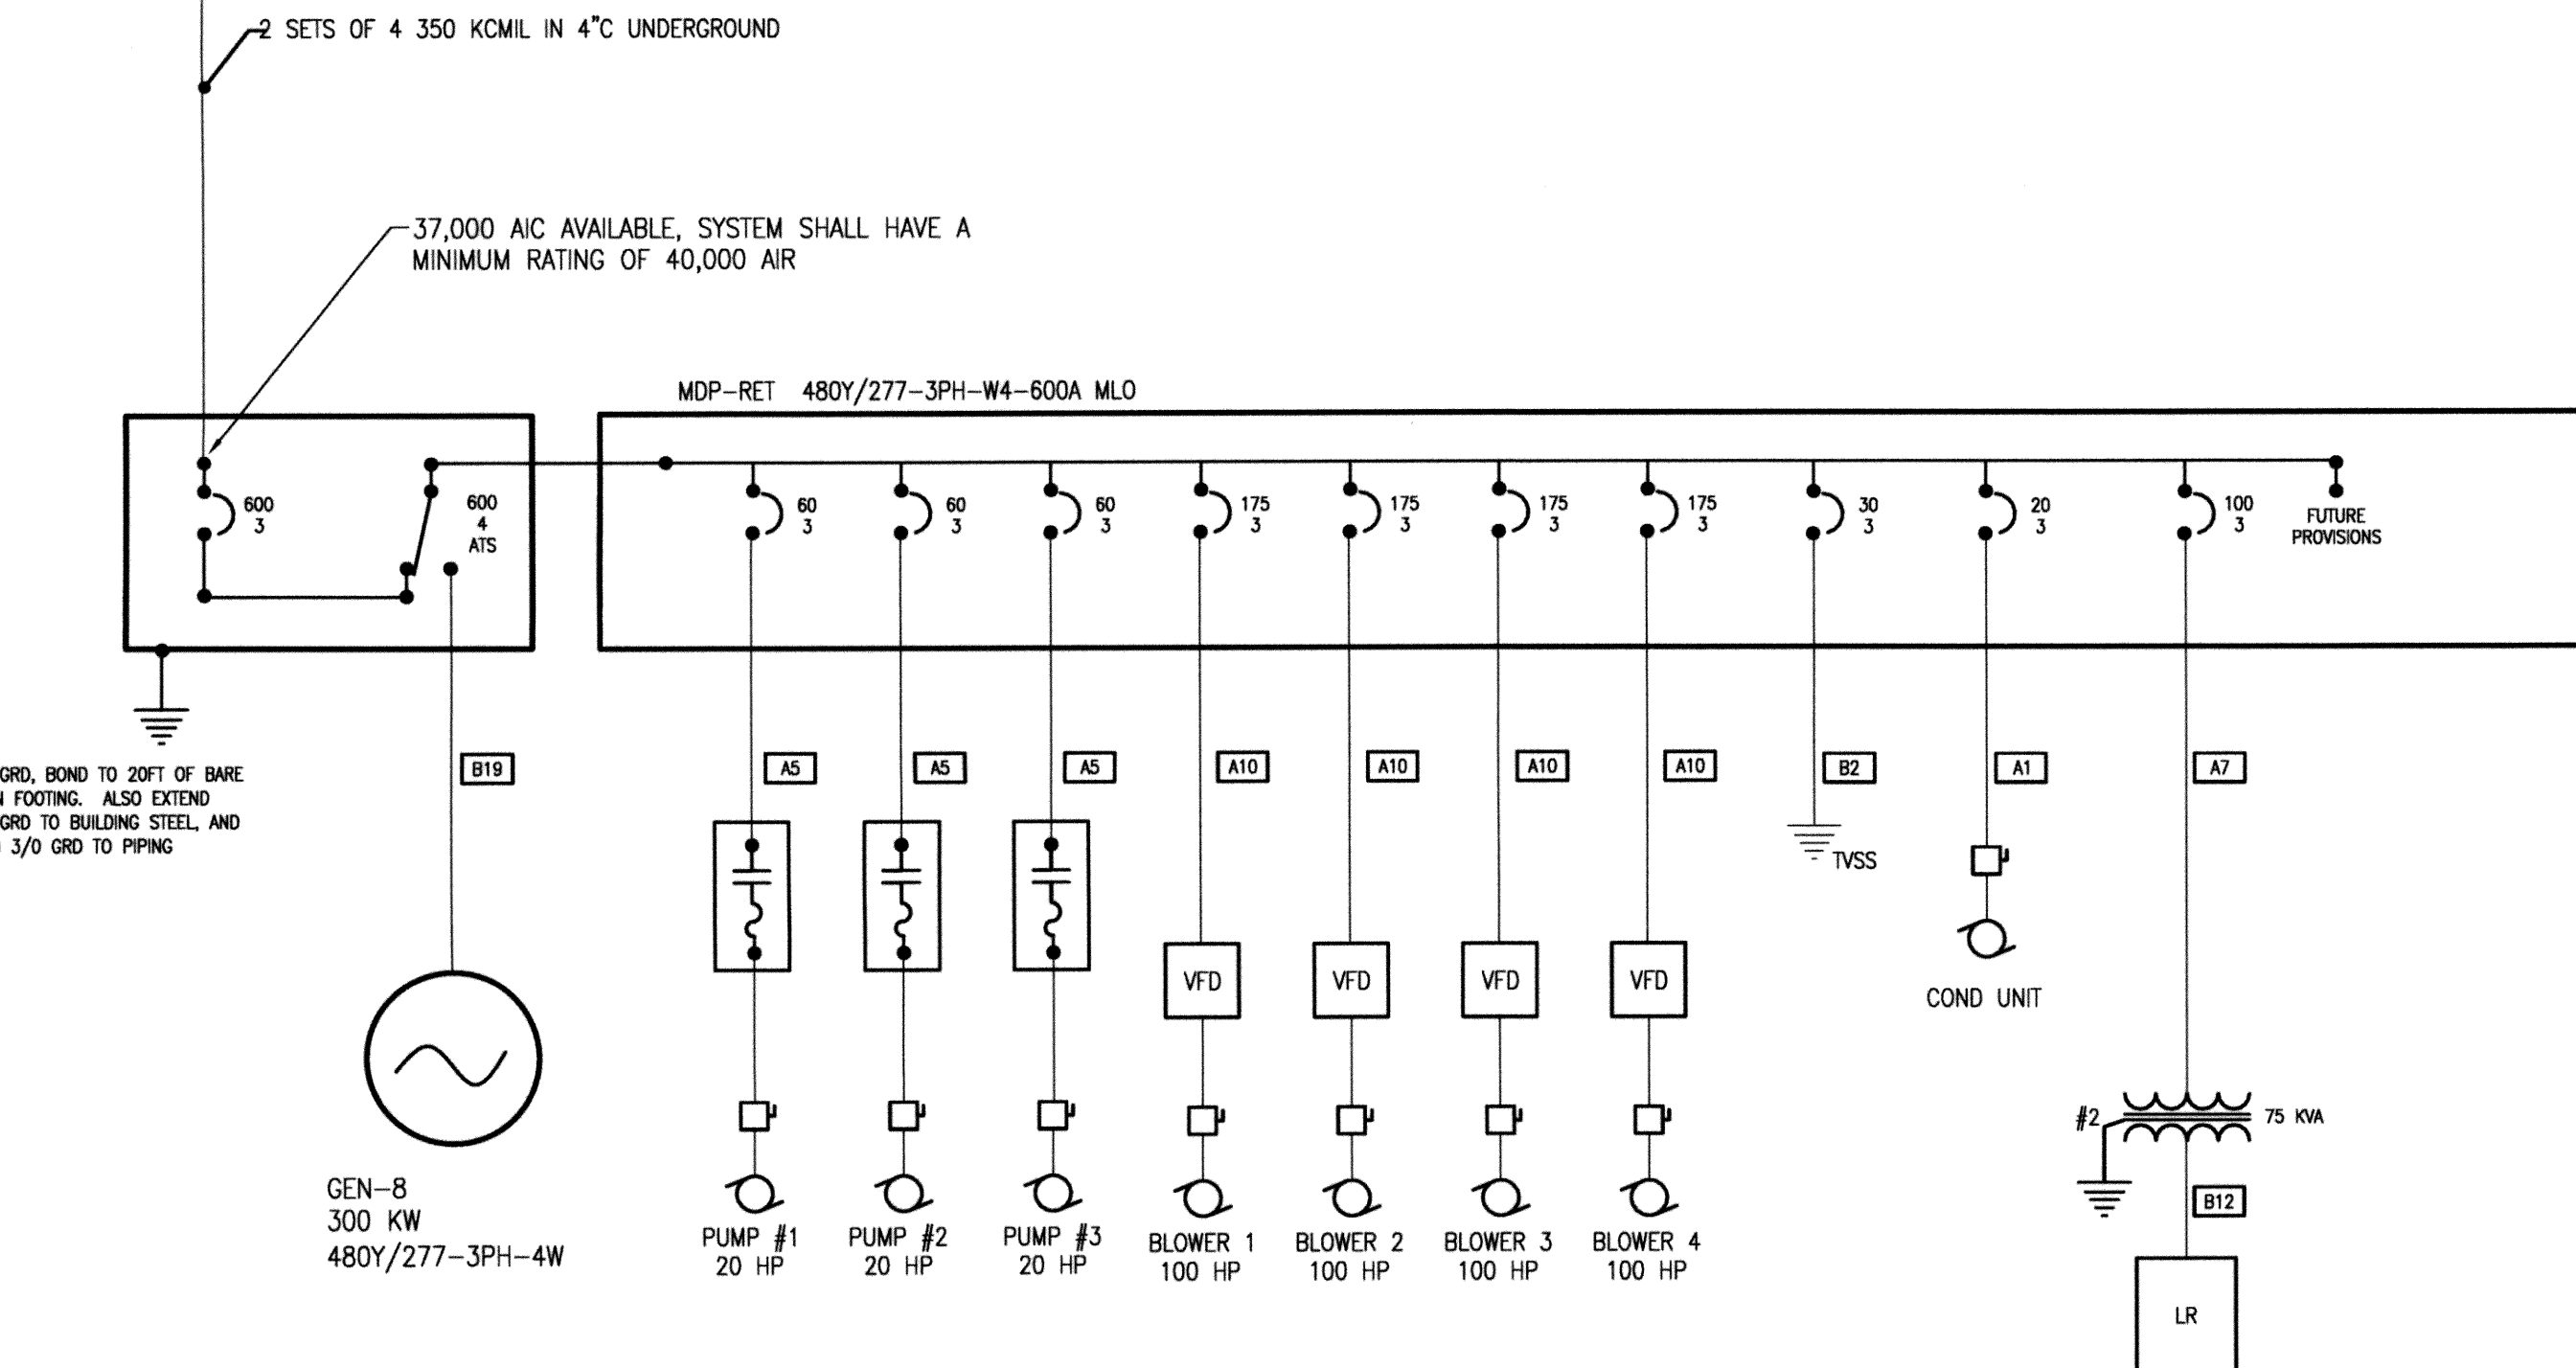 2 SETS OF 4 350 KCMIL IN 4"C UNDERGROUND
37,000 AIC AVAILABLE, SYSTEM SHALL HAVE A
MINIMUM RATING OF 40,000 AIR
MDP-RET 480Y/277-3PH-W4-600A MLO
600
3
600
4
ATS
60
3
60
3
60
3
175
3
175
3
175
3
175
3
30
3
20
3
100
3
FUTURE
PROVISIONS
GRD, BOND TO 20FT OF BARE
FOOTING. ALSO EXTEND
GRD TO BUILDING STEEL, AND
3/0 GRD TO PIPING
B19
A5
A5
A5
A10
A10
A10
A10
B2
A1
A7
TVSS
VFD
VFD
VFD
VFD
COND UNIT
#2
75 KVA
B12
LR
GEN-8
300 KW
480Y/277-3PH-4W
PUMP #1
20 HP
PUMP #2
20 HP
PUMP #3
20 HP
BLOWER 1
100 HP
BLOWER 2
100 HP
BLOWER 3
100 HP
BLOWER 4
100 HP